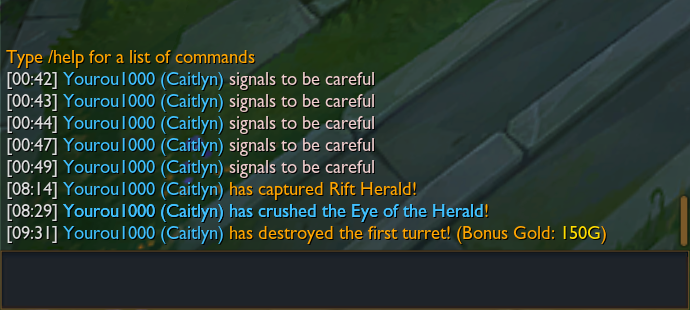 Type /help for a list of commands
[00:42] Yourou1000 (Caitlyn) signals to be careful
[00:43] Yourou1000 (Caitlyn) signals to be careful
[00:44] Yourou1000 (Caitlyn) signals to be careful
[00:47] Yourou1000 (Caitlyn) signals to be careful
[00:49] Yourou1000 (Caitlyn) signals to be careful
[08:14] Yourou1000 (Caitlyn) has captured Rift Herald!
[08:29] Yourou1000 (Caitlyn) has crushed the Eye of the Herald!
[09:31] Yourou1000 (Caitlyn) has destroyed the first turret! (Bonus Gold: 150G)